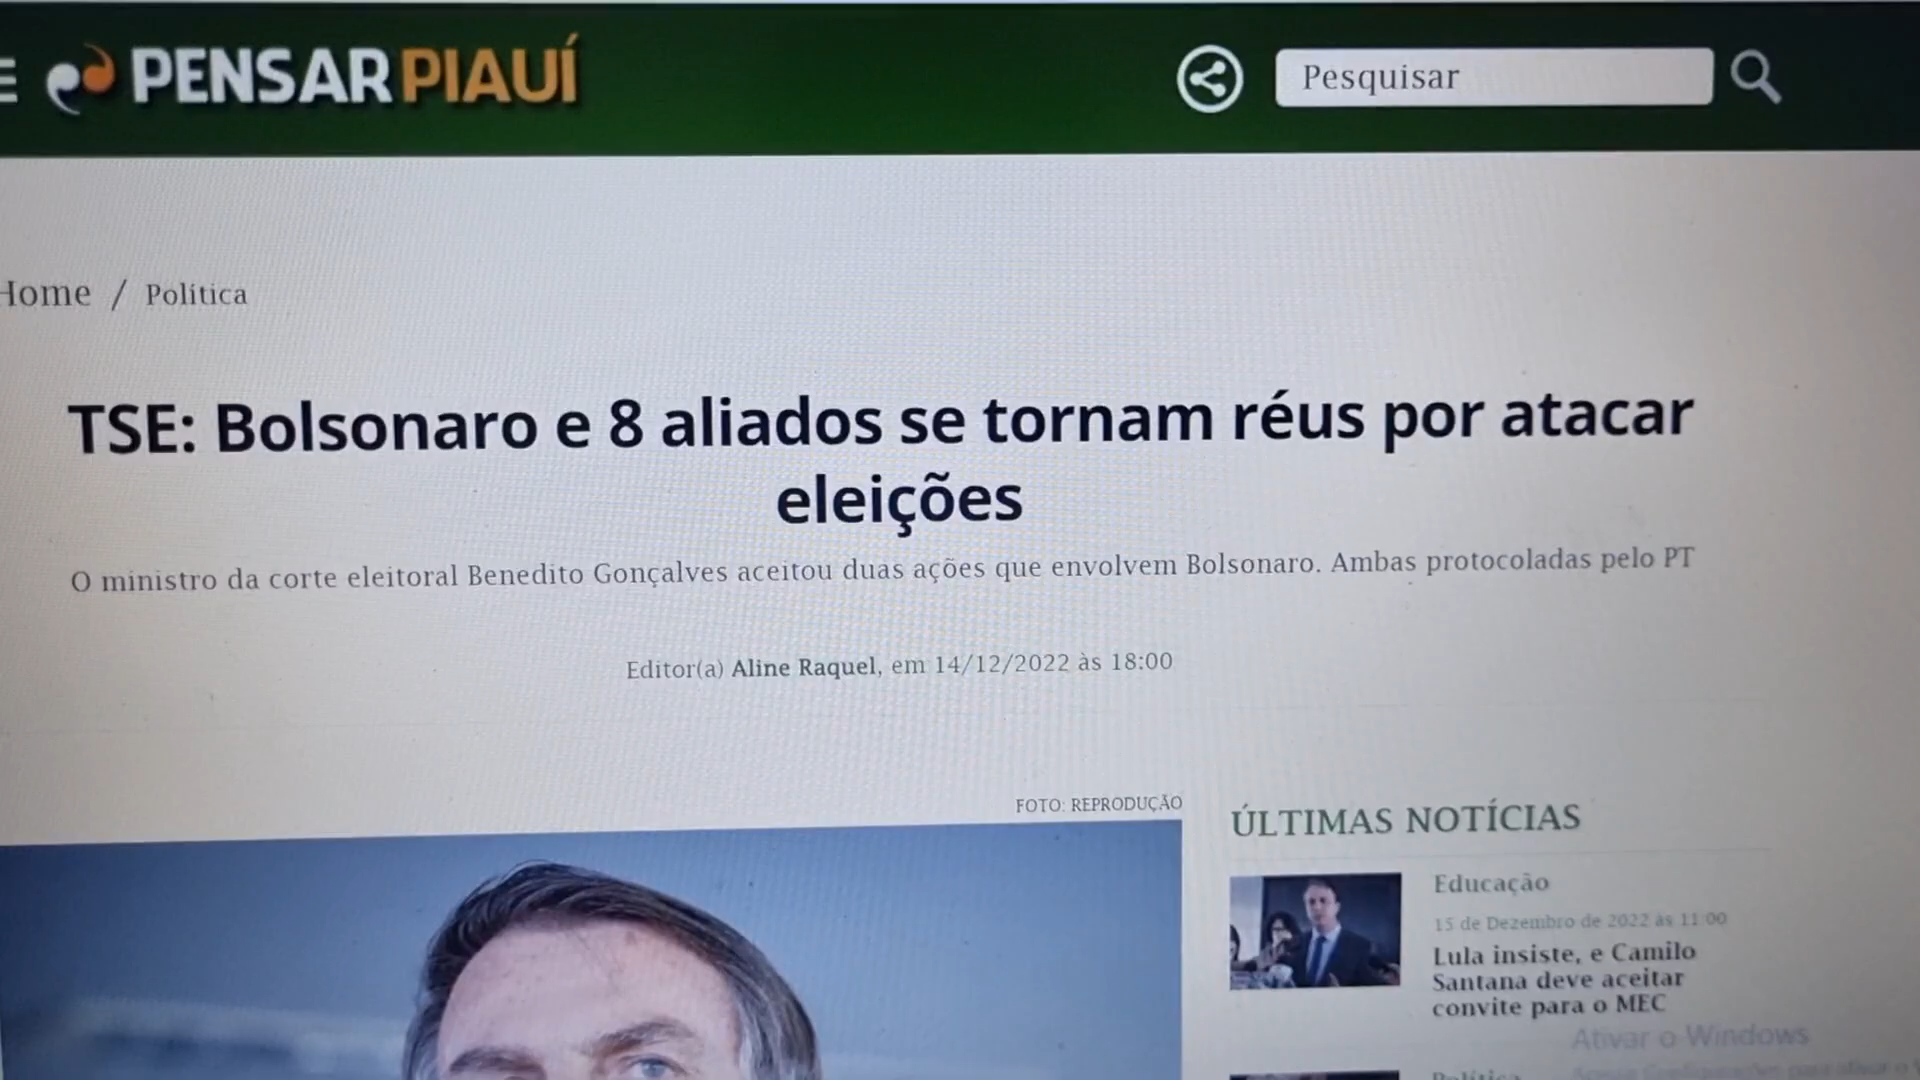 PENSARPIAUÍ
Pesquisar
Home / Política
TSE: Bolsonaro e 8 aliados se tornam réus por atacar
eleições
O ministro da corte eleitoral Benedito Gonçalves aceitou duas ações que envolvem Bolsonaro. Ambas protocoladas pelo PT
Editor(a) Aline Raquel, em 14/12/2022 às 18:00
FOTO: REPRODUÇÃO
ÚLTIMAS NOTÍCIAS
Educação
15 de Dezembro de 2022 às 11:00
Lula insiste, e Camilo
Santana deve aceitar
convite para o MEC
Ativar o Windows